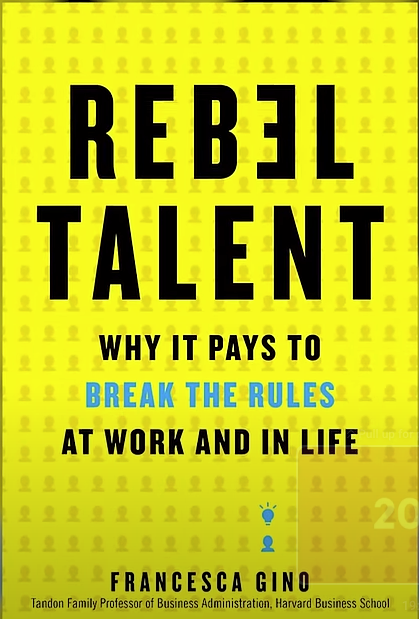 REBEL
TALENT
WHY IT PAYS TO
BREAK THE RULES
AT WORK AND IN LIFE
20
FRANCESCA GINO
Tandon Family Professor of Business Administration, Harvard Business School